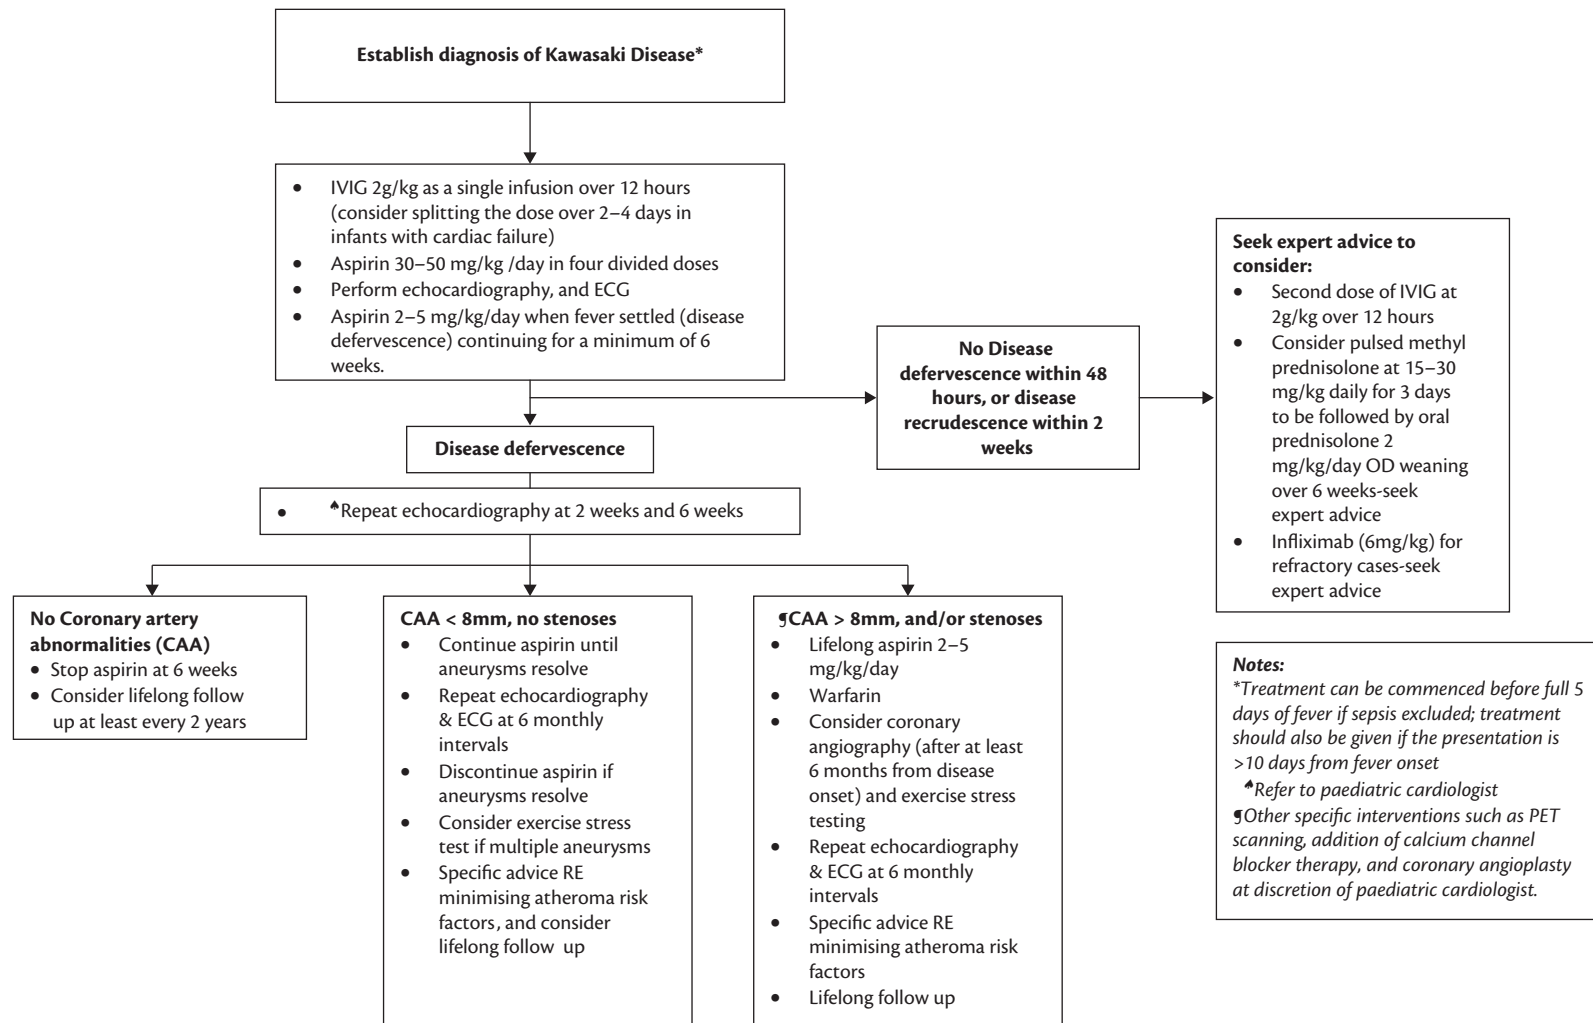 Establish diagnosis of Kawasaki Disease*
• IVIG 2g/kg as a single infusion over 12 hours
(consider splitting the dose over 2–4 days in
infants with cardiac failure)
• Aspirin 30–50 mg/kg /day in four divided doses
• Perform echocardiography, and ECG
• Aspirin 2–5 mg/kg/day when fever settled (disease
defervescence) continuing for a minimum of 6
weeks.
No Disease
defervescence within 48
hours, or disease
recrudescence within 2
weeks
Seek expert advice to
consider:
• Second dose of IVIG at
2g/kg over 12 hours
• Consider pulsed methyl
prednisolone at 15–30
mg/kg daily for 3 days
to be followed by oral
prednisolone 2
mg/kg/day OD weaning
over 6 weeks-seek
expert advice
• Infliximab (6mg/kg) for
refractory cases-seek
expert advice
Disease defervescence
• ♠Repeat echocardiography at 2 weeks and 6 weeks
No Coronary artery
abnormalities (CAA)
• Stop aspirin at 6 weeks
• Consider lifelong follow
up at least every 2 years
CAA < 8mm, no stenoses
• Continue aspirin until
aneurysms resolve
• Repeat echocardiography
& ECG at 6 monthly
intervals
• Discontinue aspirin if
aneurysms resolve
• Consider exercise stress
test if multiple aneurysms
• Specific advice RE
minimising atheroma risk
factors, and consider
lifelong follow up
¶CAA > 8mm, and/or stenoses
• Lifelong aspirin 2–5
mg/kg/day
• Warfarin
• Consider coronary
angiography (after at least
6 months from disease
onset) and exercise stress
testing
• Repeat echocardiography
& ECG at 6 monthly
intervals
• Specific advice RE
minimising atheroma risk
factors
• Lifelong follow up
Notes:
*Treatment can be commenced before full 5
days of fever if sepsis excluded; treatment
should also be given if the presentation is
>10 days from fever onset
♠Refer to paediatric cardiologist
¶Other specific interventions such as PET
scanning, addition of calcium channel
blocker therapy, and coronary angioplasty
at discretion of paediatric cardiologist.